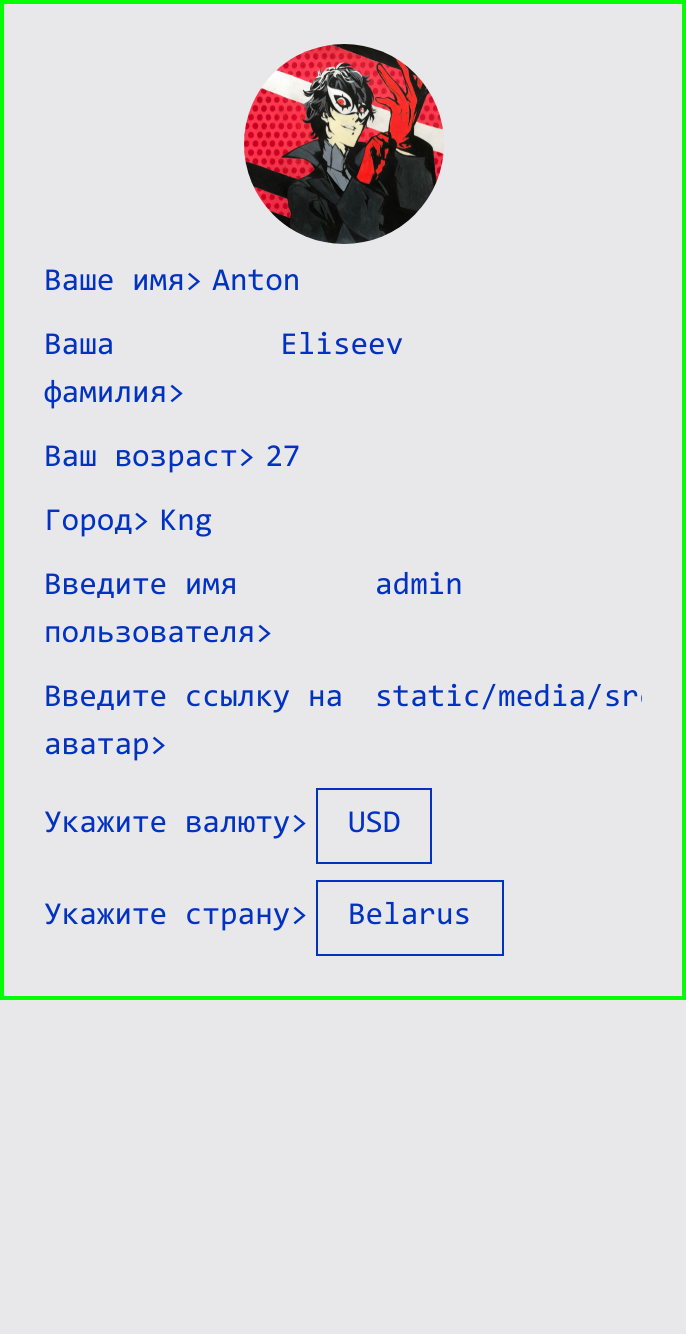 Ваше имя> Anton
Ваша Eliseev
фамилия>
Ваш возраст> 27
Город> Kng
Введите имя admin
пользователя>
Введите ссылку на static/media/sr
аватар>
Укажите валюту> USD
Укажите страну> Belarus